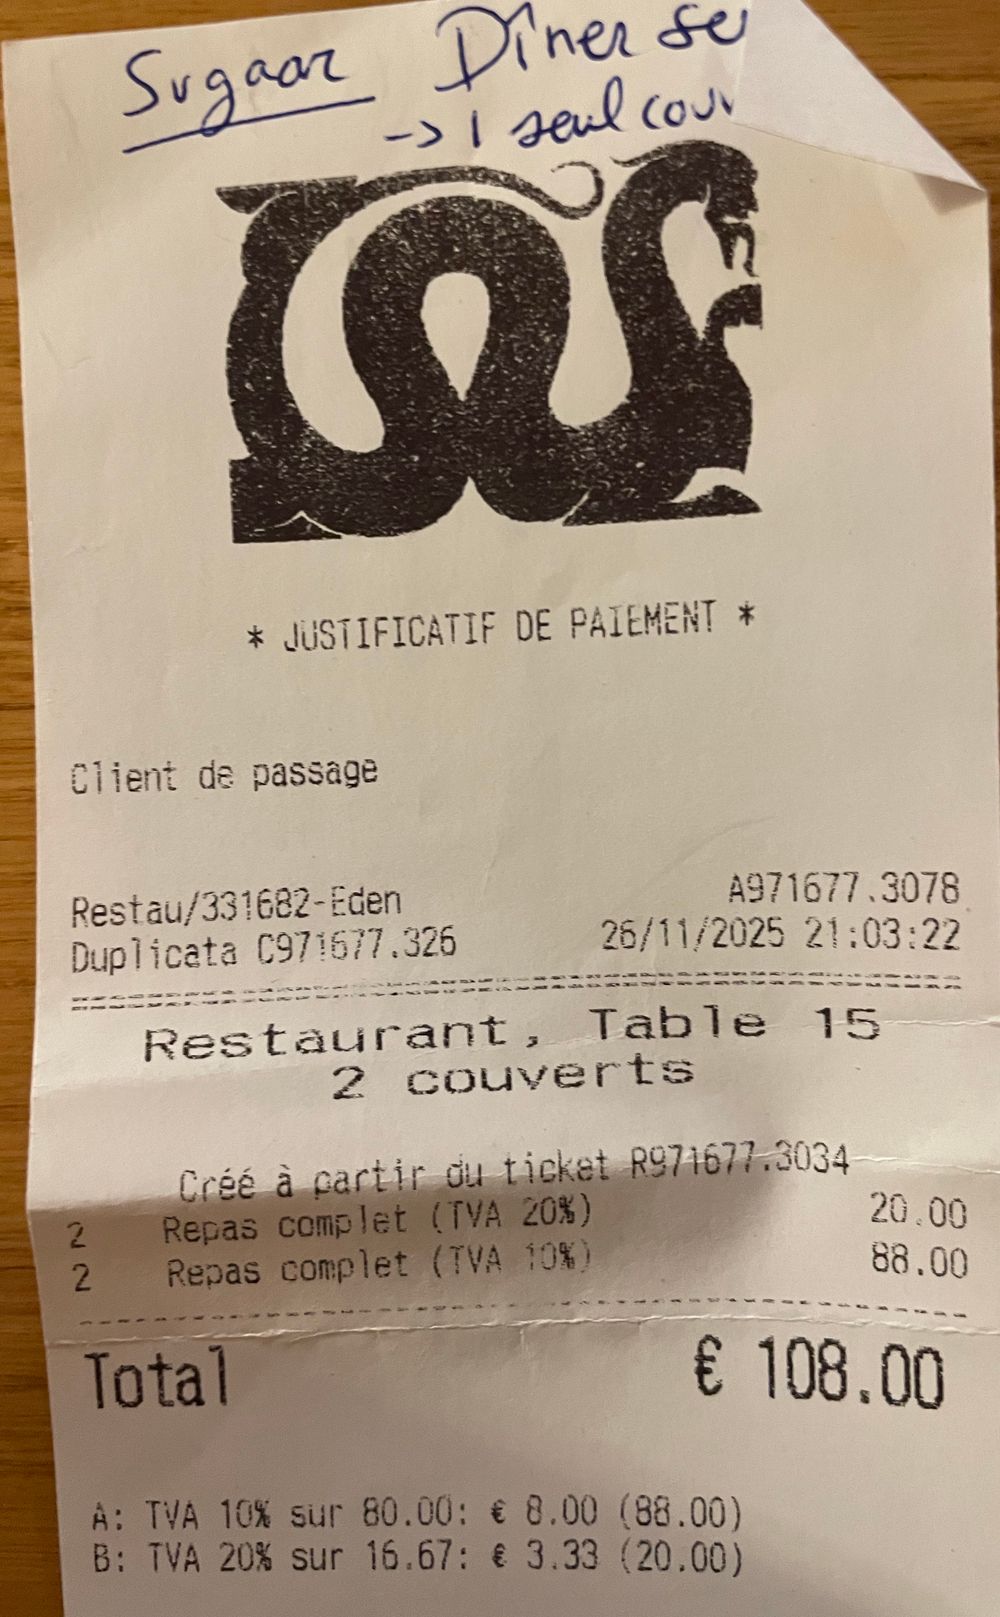 Sugaar Dîner se
-> 1 seul couv
* JUSTIFICATIF DE PAIEMENT *
Client de passage
Restau/331682-Eden A971677.3078
Duplicata C971677.326 26/11/2025 21:03:22
Restaurant, Table 15
2 couverts
Créé à partir du ticket R971677.3034
2 Repas complet (TVA 20%) 20.00
2 Repas complet (TVA 10%) 88.00
Total € 108.00
A: TVA 10% sur 80.00: € 8.00 (88.00)
B: TVA 20% sur 16.67: € 3.33 (20.00)